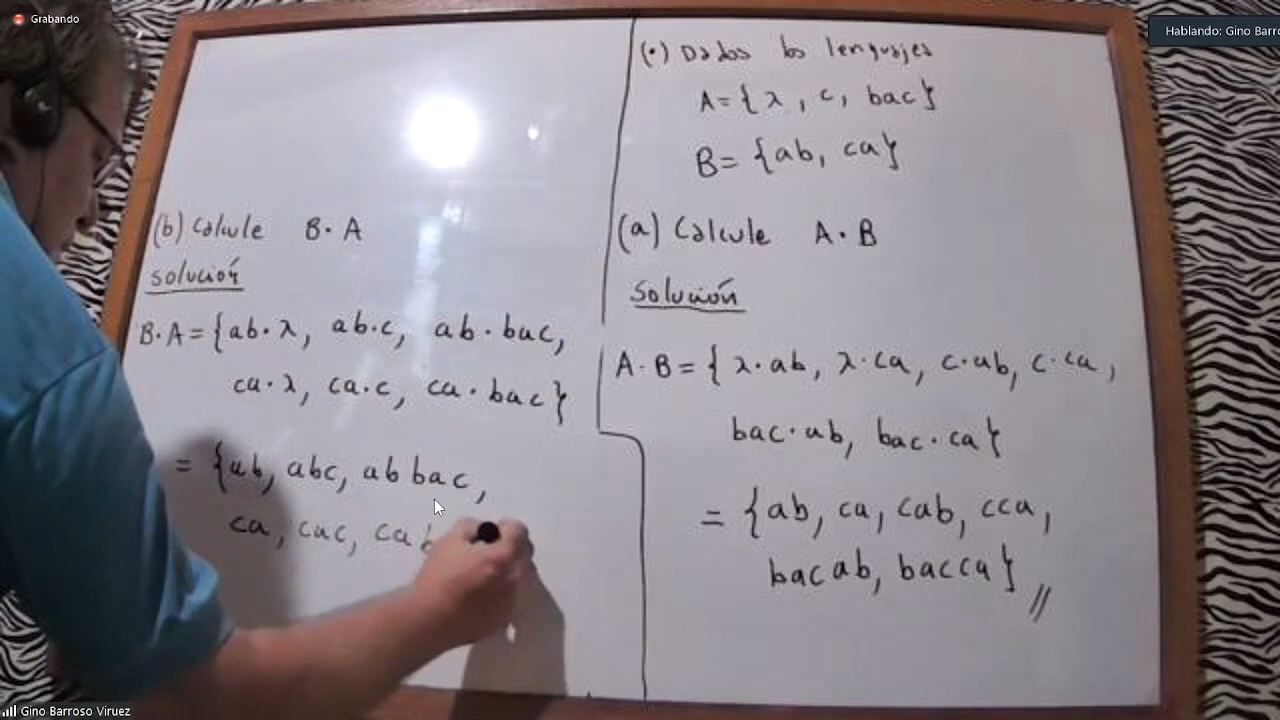 Grabando
Hablando: Gino Barro
(•) Dados los lenguajes
A = {λ, c, bac}
B = {ab, ca}
(a) Calcule A · B
Solución
A · B = {λ·ab, λ·ca, c·ab, c·ca,
bac·ab, bac·ca}
= {ab, ca, cab, cca,
bacab, bacca} //
(b) Calcule B · A
Solución
B·A = {ab·λ, ab·c, ab·bac,
ca·λ, ca·c, ca·bac}
= {ab, abc, abbac,
ca, cac, cab
Gino Barroso Viruez